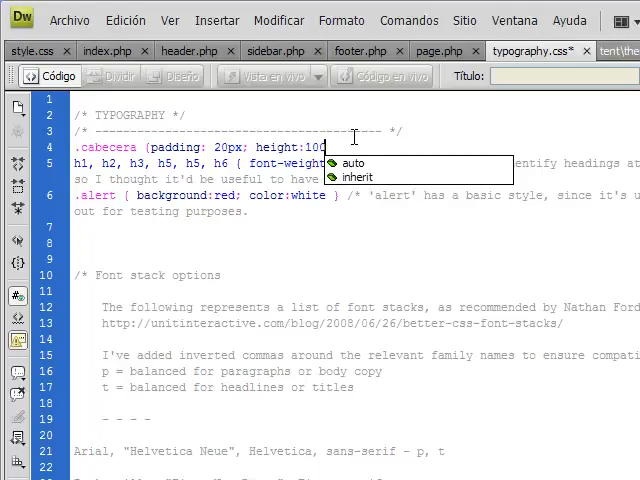 Dw Archivo Edición Ver Insertar Modificar Formato Comandos Sitio Ventana Ayuda
style.css index.php header.php sidebar.php footer.php page.php typography.css* tent\the
Código Dividir Diseño Vista en vivo Código en vivo Título:
1
2 /* TYPOGRAPHY */
3 /* ----------------------------------------- */
4 .cabecera {padding: 20px; height:100
auto
inherit
5 h1, h2, h3, h5, h5, h6 { font-weight entify headings at
so I thought it'd be useful to have
6 .alert { background:red; color:white } /* 'alert' has a basic style, since it's u
out for testing purposes.
7
8
9
10 /* Font stack options
11
12 The following represents a list of font stacks, as recommended by Nathan Ford
13 http://unitinteractive.com/blog/2008/06/26/better-css-font-stacks/
14
15 I've added inverted commas around the relevant family names to ensure compati
16 p = balanced for paragraphs or body copy
17 t = balanced for headlines or titles
18
19 - - - -
20
21 Arial, "Helvetica Neue", Helvetica, sans-serif - p, t
22